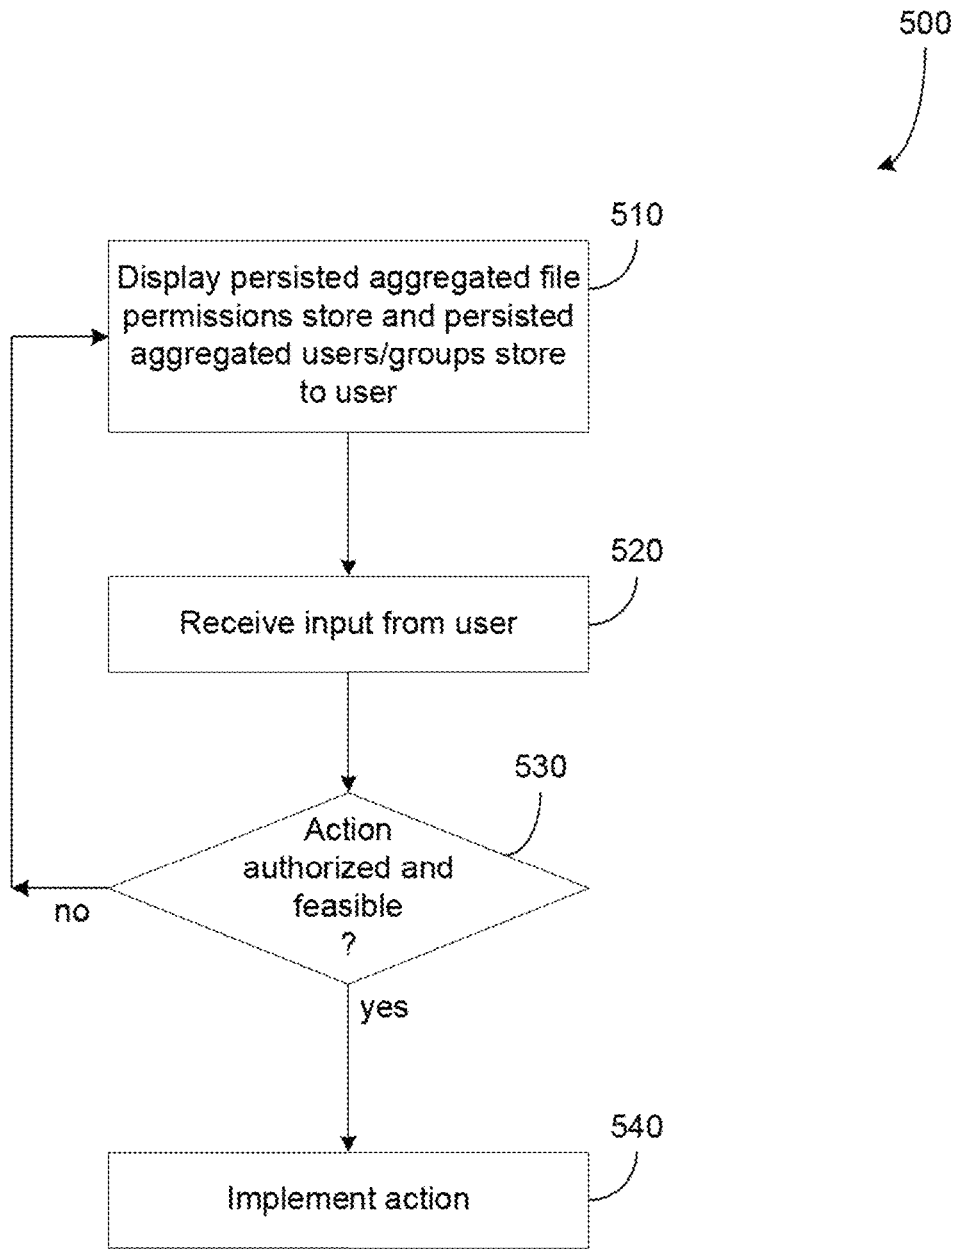 500
510
Display persisted aggregated file
permissions store and persisted
aggregated users/groups store
to user
520
Receive input from user
530
Action
authorized and
feasible
?
no
yes
540
Implement action